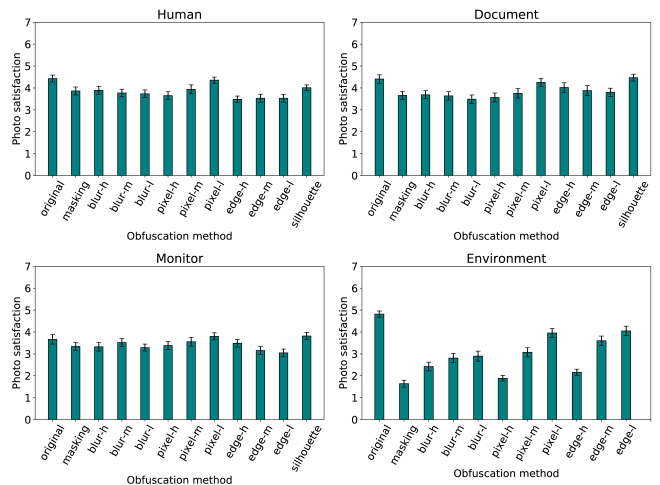 Human
Photo satisfaction
7
6
5
4
3
2
1
0
original
masking
blur-h
blur-m
blur-l
pixel-h
pixel-m
pixel-l
edge-h
edge-m
edge-l
silhouette
Obfuscation method
Document
Photo satisfaction
7
6
5
4
3
2
1
0
original
masking
blur-h
blur-m
blur-l
pixel-h
pixel-m
pixel-l
edge-h
edge-m
edge-l
silhouette
Obfuscation method
Monitor
Photo satisfaction
7
6
5
4
3
2
1
0
original
masking
blur-h
blur-m
blur-l
pixel-h
pixel-m
pixel-l
edge-h
edge-m
edge-l
silhouette
Obfuscation method
Environment
Photo satisfaction
7
6
5
4
3
2
1
0
original
masking
blur-h
blur-m
blur-l
pixel-h
pixel-m
pixel-l
edge-h
edge-m
edge-l
Obfuscation method